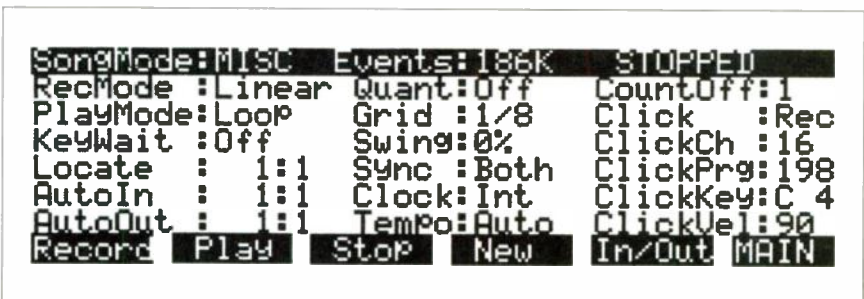 SongMode:MISC Events:186K STOPPED
RecMode :Linear Quant:Off CountOff:1
PlayMode:Loop Grid :1/8 Click :Rec
KeyWait :Off Swing:0% ClickCh :16
Locate : 1:1 Sync :Both ClickPrg:198
AutoIn : 1:1 Clock:Int ClickKey:C 4
AutoOut : 1:1 Tempo:Auto ClickVel:90
Record Play Stop New In/Out MAIN